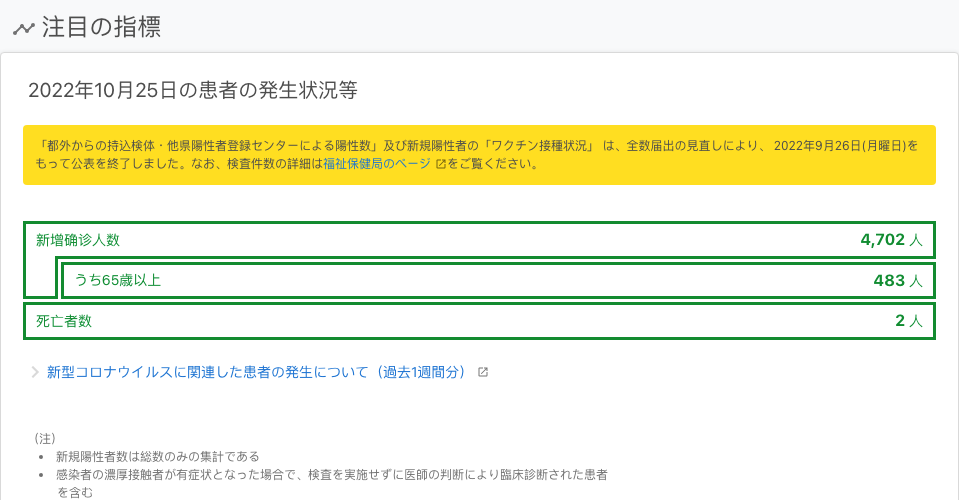 注目の指標
2022年10月25日の患者の発生状況等
「都外からの持込検体・他県陽性者登録センターによる陽性数」及び新規陽性者の「ワクチン接種状況」 は、全数届出の見直しにより、 2022年9月26日(月曜日)を
もって公表を終了しました。なお、検査件数の詳細は福祉保健局のページ をご覧ください。
新增确诊人数 4,702 人
うち65歳以上 483 人
死亡者数 2 人
新型コロナウイルスに関連した患者の発生について（過去1週間分）
（注）
• 新規陽性者数は総数のみの集計である
• 感染者の濃厚接触者が有症状となった場合で、検査を実施せずに医師の判断により臨床診断された患者
を含む